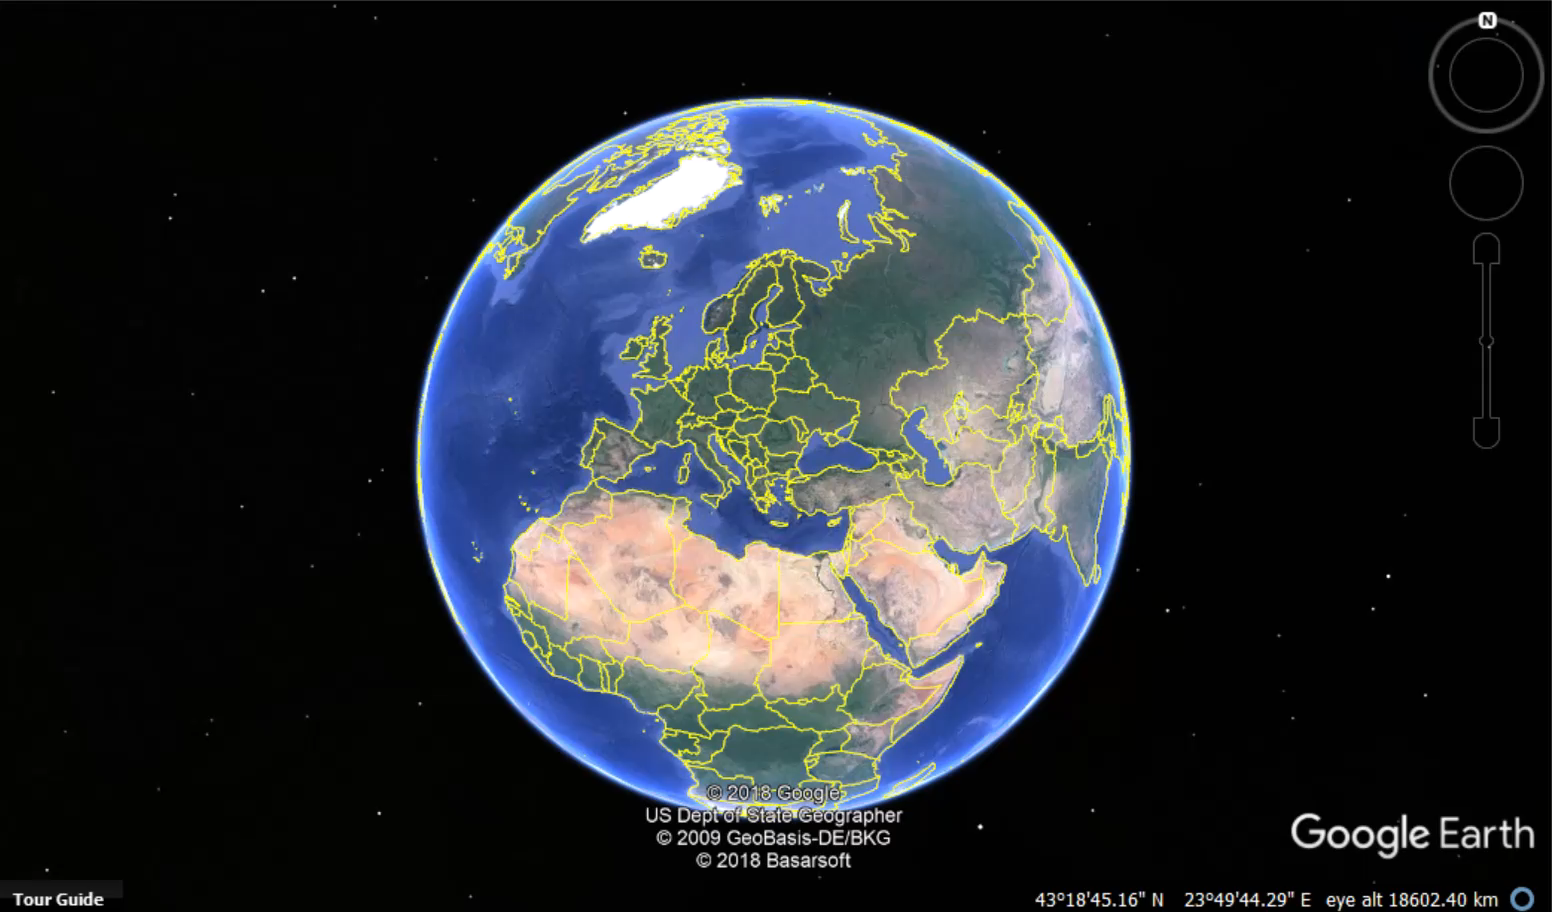 N
© 2018 Google
US Dept of State Geographer
© 2009 GeoBasis-DE/BKG
© 2018 Basarsoft
Google Earth
Tour Guide
43°18'45.16" N 23°49'44.29" E eye alt 18602.40 km